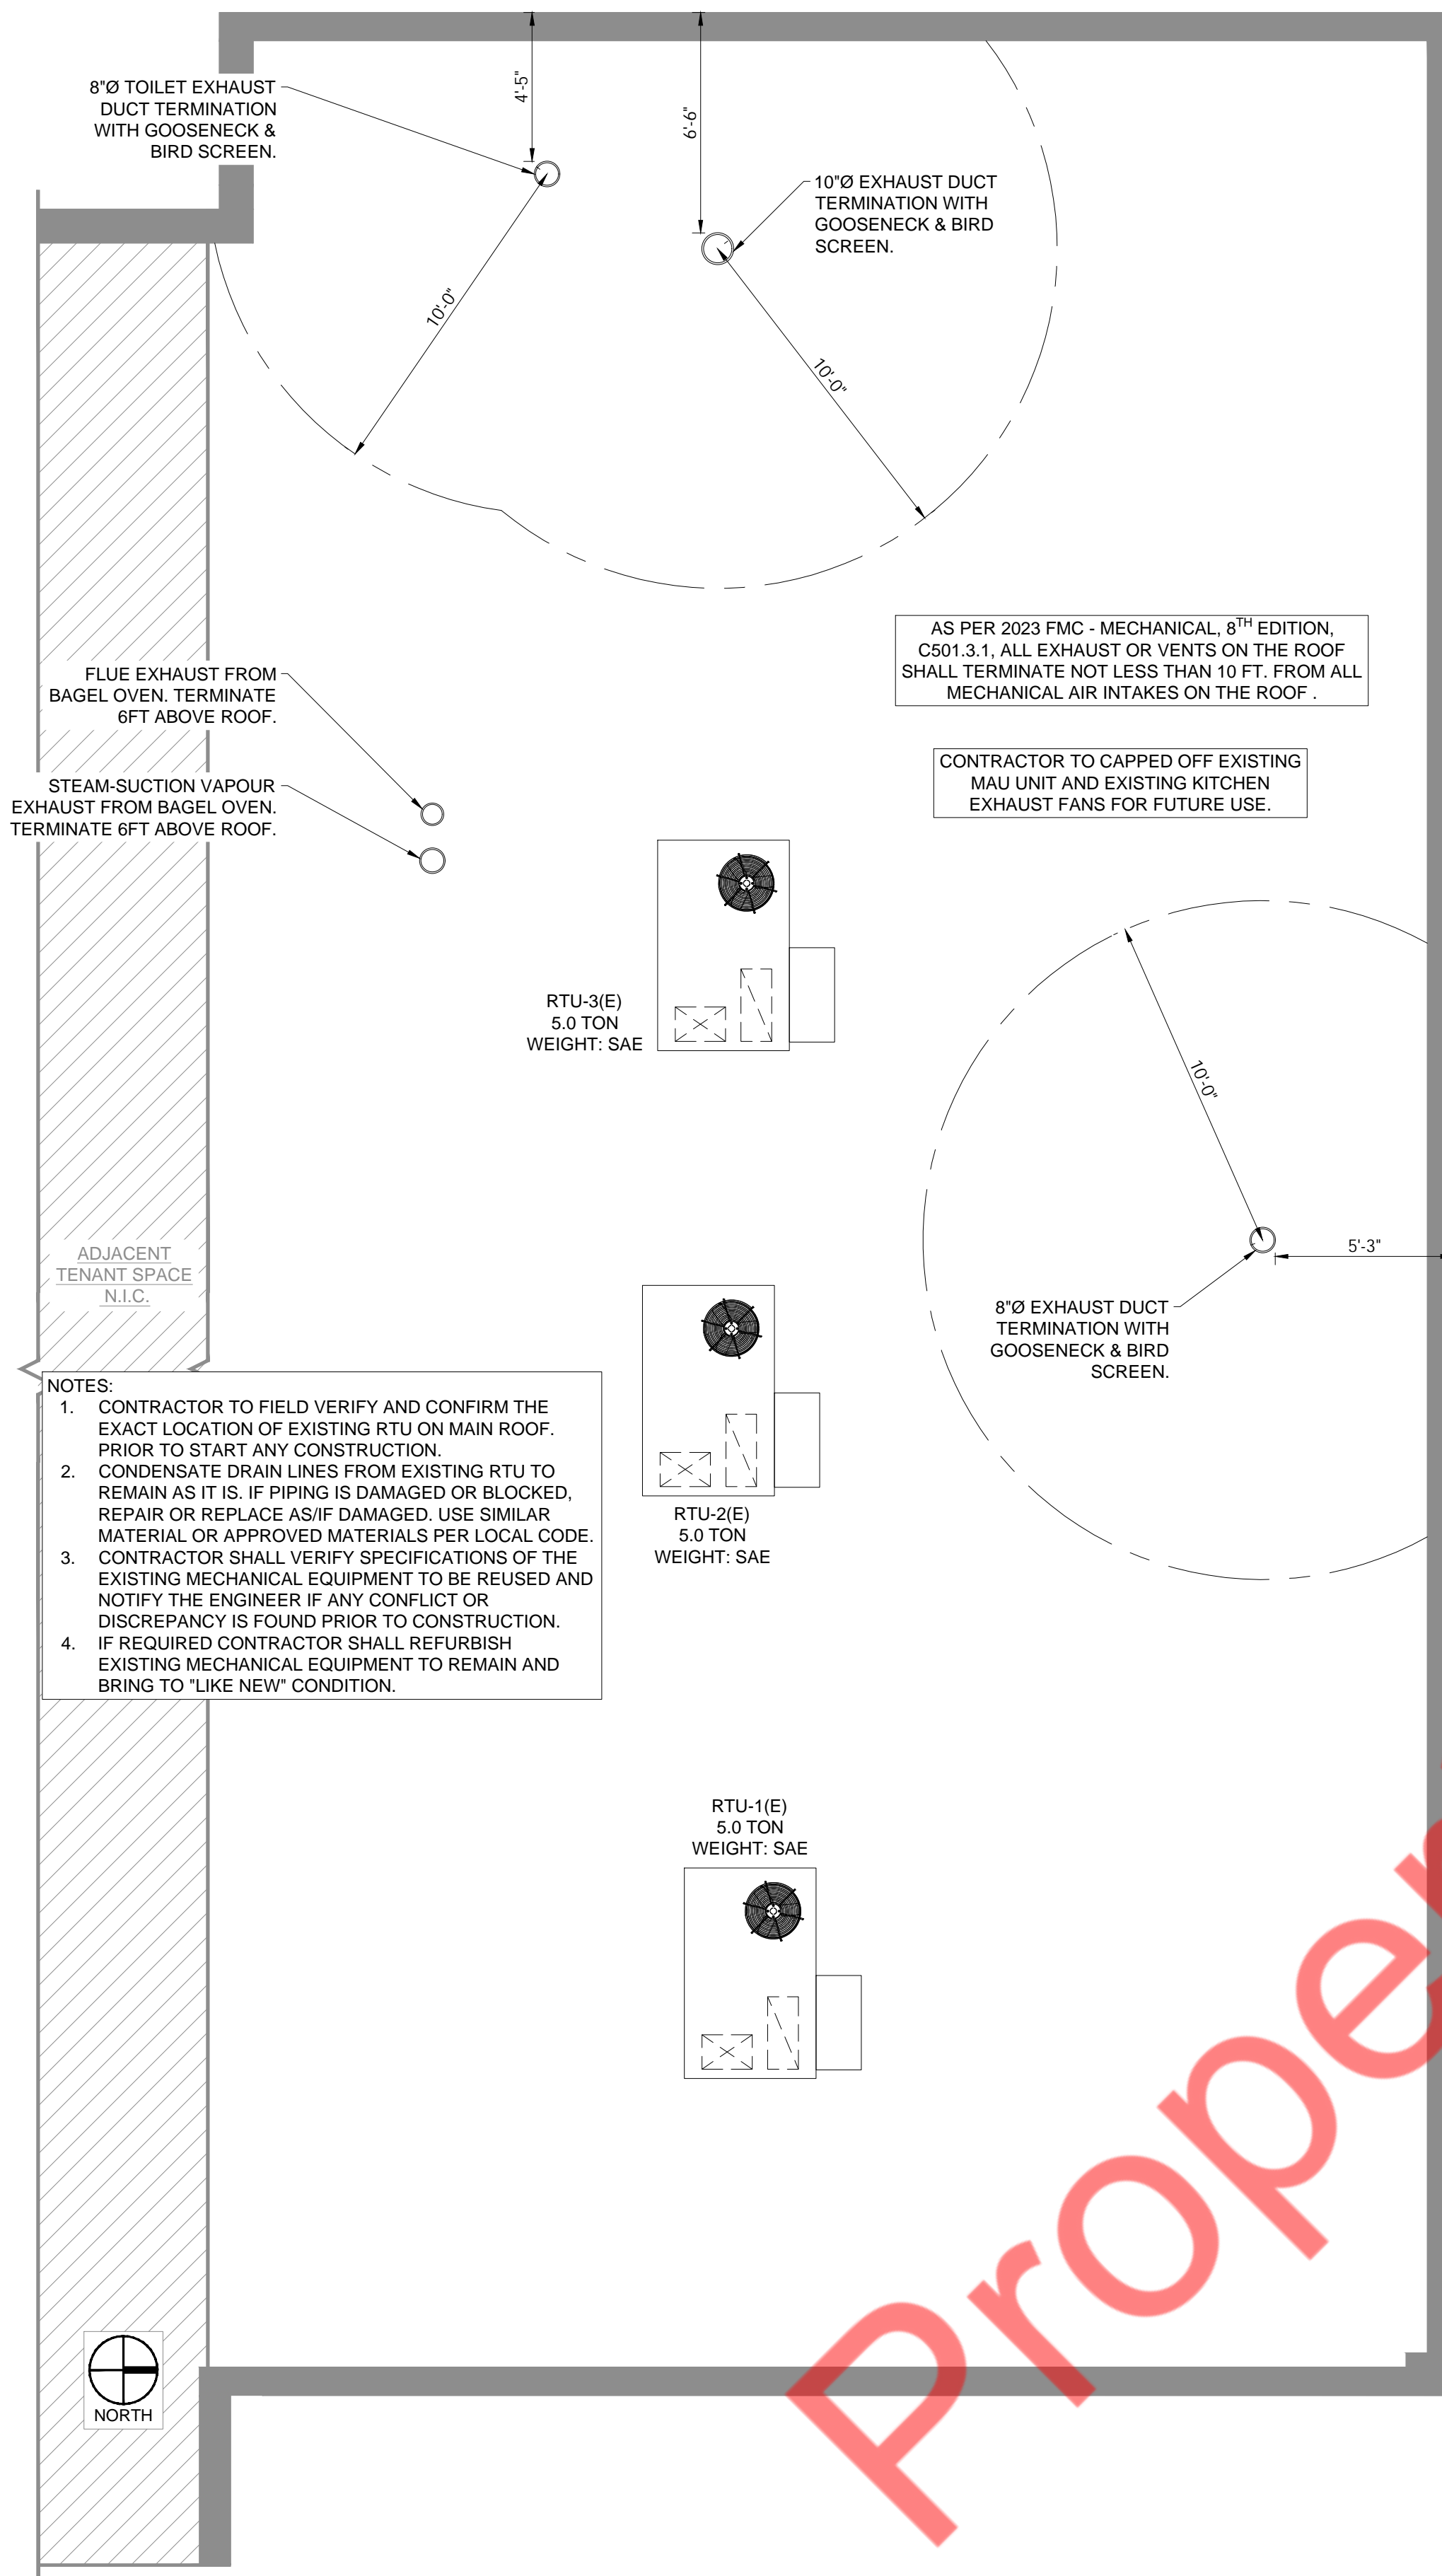 4'-5"
6'-6"
8"Ø TOILET EXHAUST
DUCT TERMINATION
WITH GOOSENECK &
BIRD SCREEN.
10"Ø EXHAUST DUCT
TERMINATION WITH
GOOSENECK & BIRD
SCREEN.
10'-0"
10'-0"
AS PER 2023 FMC - MECHANICAL, 8TH EDITION,
C501.3.1, ALL EXHAUST OR VENTS ON THE ROOF
SHALL TERMINATE NOT LESS THAN 10 FT. FROM ALL
MECHANICAL AIR INTAKES ON THE ROOF .
FLUE EXHAUST FROM
BAGEL OVEN. TERMINATE
6FT ABOVE ROOF.
CONTRACTOR TO CAPPED OFF EXISTING
MAU UNIT AND EXISTING KITCHEN
EXHAUST FANS FOR FUTURE USE.
STEAM-SUCTION VAPOUR
EXHAUST FROM BAGEL OVEN.
TERMINATE 6FT ABOVE ROOF.
RTU-3(E)
5.0 TON
WEIGHT: SAE
10'-0"
5'-3"
ADJACENT
TENANT SPACE
N.I.C.
8"Ø EXHAUST DUCT
TERMINATION WITH
GOOSENECK & BIRD
SCREEN.
NOTES:
1. CONTRACTOR TO FIELD VERIFY AND CONFIRM THE
EXACT LOCATION OF EXISTING RTU ON MAIN ROOF.
PRIOR TO START ANY CONSTRUCTION.
2. CONDENSATE DRAIN LINES FROM EXISTING RTU TO
REMAIN AS IT IS. IF PIPING IS DAMAGED OR BLOCKED,
REPAIR OR REPLACE AS/IF DAMAGED. USE SIMILAR
MATERIAL OR APPROVED MATERIALS PER LOCAL CODE.
3. CONTRACTOR SHALL VERIFY SPECIFICATIONS OF THE
EXISTING MECHANICAL EQUIPMENT TO BE REUSED AND
NOTIFY THE ENGINEER IF ANY CONFLICT OR
DISCREPANCY IS FOUND PRIOR TO CONSTRUCTION.
4. IF REQUIRED CONTRACTOR SHALL REFURBISH
EXISTING MECHANICAL EQUIPMENT TO REMAIN AND
BRING TO "LIKE NEW" CONDITION.
RTU-2(E)
5.0 TON
WEIGHT: SAE
RTU-1(E)
5.0 TON
WEIGHT: SAE
NORTH
Proper